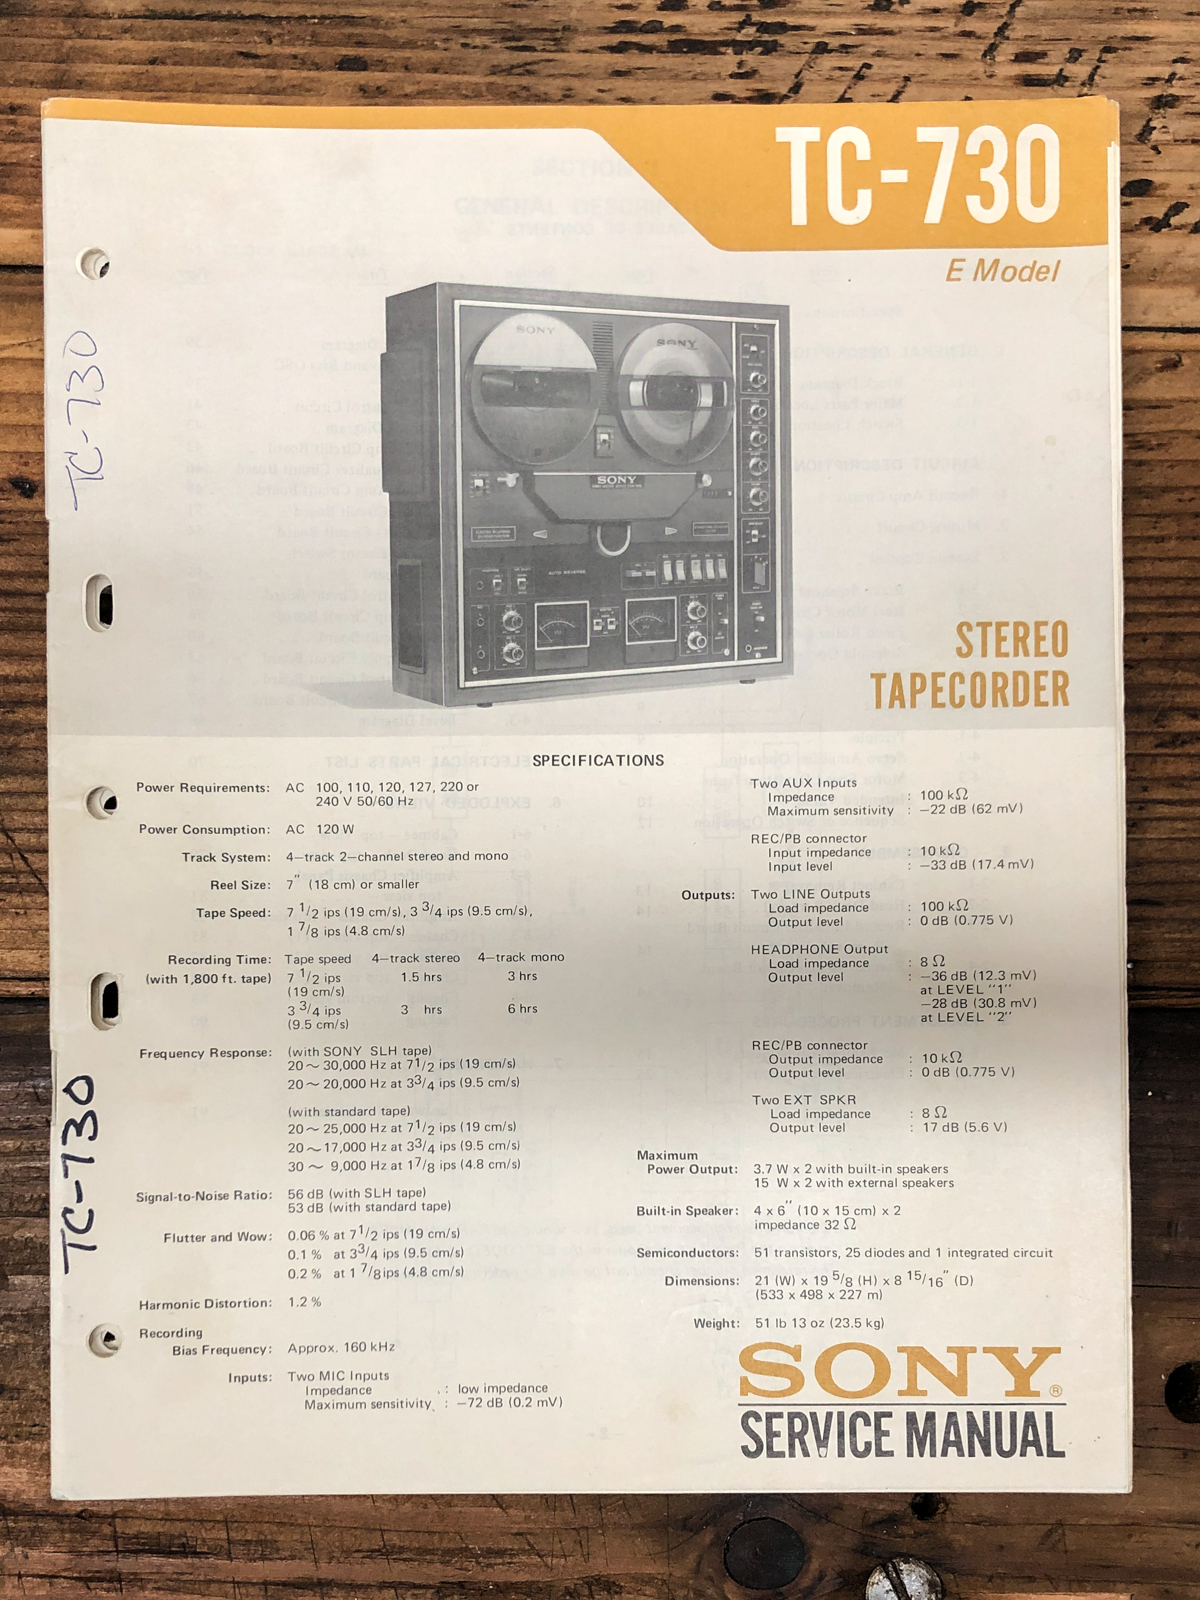 TC-730
E Model
TC-730
SONY
SONY
SONY
AUTO REVERSE
STEREO
TAPECORDER
SPECIFICATIONS
Power Requirements: AC 100, 110, 120, 127, 220 or
240 V 50/60 Hz
Power Consumption: AC 120 W
Track System: 4–track 2–channel stereo and mono
Reel Size: 7" (18 cm) or smaller
Tape Speed: 7 1/2 ips (19 cm/s), 3 3/4 ips (9.5 cm/s),
1 7/8 ips (4.8 cm/s)
Recording Time: Tape speed 4–track stereo 4–track mono
(with 1,800 ft. tape) 7 1/2 ips 1.5 hrs 3 hrs
(19 cm/s)
3 3/4 ips 3 hrs 6 hrs
(9.5 cm/s)
Frequency Response: (with SONY SLH tape)
20 ~ 30,000 Hz at 7 1/2 ips (19 cm/s)
20 ~ 20,000 Hz at 3 3/4 ips (9.5 cm/s)
(with standard tape)
20 ~ 25,000 Hz at 7 1/2 ips (19 cm/s)
20 ~ 17,000 Hz at 3 3/4 ips (9.5 cm/s)
30 ~ 9,000 Hz at 1 7/8 ips (4.8 cm/s)
Signal-to-Noise Ratio: 56 dB (with SLH tape)
53 dB (with standard tape)
Flutter and Wow: 0.06 % at 7 1/2 ips (19 cm/s)
0.1 % at 3 3/4 ips (9.5 cm/s)
0.2 % at 1 7/8 ips (4.8 cm/s)
Harmonic Distortion: 1.2 %
Recording
Bias Frequency: Approx. 160 kHz
Inputs: Two MIC Inputs
Impedance : low impedance
Maximum sensitivity : –72 dB (0.2 mV)
Two AUX Inputs
Impedance : 100 kΩ
Maximum sensitivity : –22 dB (62 mV)
REC/PB connector
Input impedance : 10 kΩ
Input level : –33 dB (17.4 mV)
Outputs: Two LINE Outputs
Load impedance : 100 kΩ
Output level : 0 dB (0.775 V)
HEADPHONE Output
Load impedance : 8 Ω
Output level : –36 dB (12.3 mV)
at LEVEL "1"
–28 dB (30.8 mV)
at LEVEL "2"
REC/PB connector
Output impedance : 10 kΩ
Output level : 0 dB (0.775 V)
Two EXT SPKR
Load impedance : 8 Ω
Output level : 17 dB (5.6 V)
Maximum
Power Output: 3.7 W x 2 with built-in speakers
15 W x 2 with external speakers
Built-in Speaker: 4 x 6" (10 x 15 cm) x 2
impedance 32 Ω
Semiconductors: 51 transistors, 25 diodes and 1 integrated circuit
Dimensions: 21 (W) x 19 5/8 (H) x 8 15/16" (D)
(533 x 498 x 227 m)
Weight: 51 lb 13 oz (23.5 kg)
TC-730
SONY®
SERVICE MANUAL